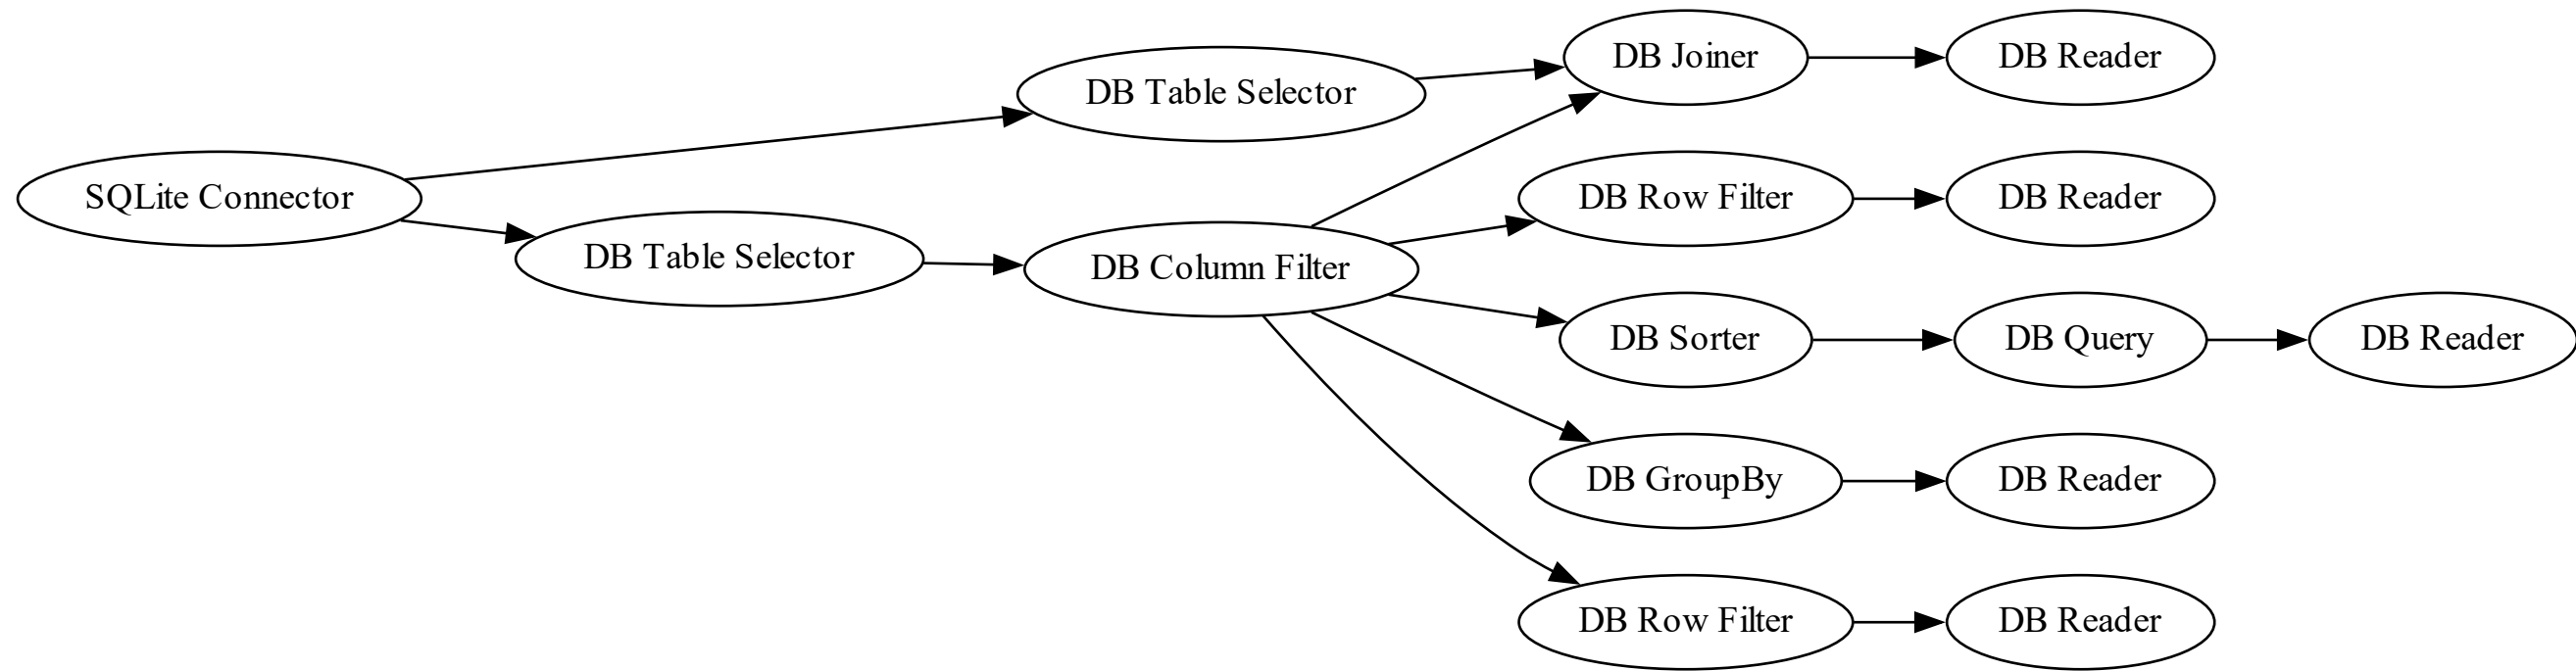 SQLite Connector
DB Table Selector
DB Table Selector
DB Column Filter
DB Joiner
DB Reader
DB Row Filter
DB Reader
DB Sorter
DB Query
DB Reader
DB GroupBy
DB Reader
DB Row Filter
DB Reader